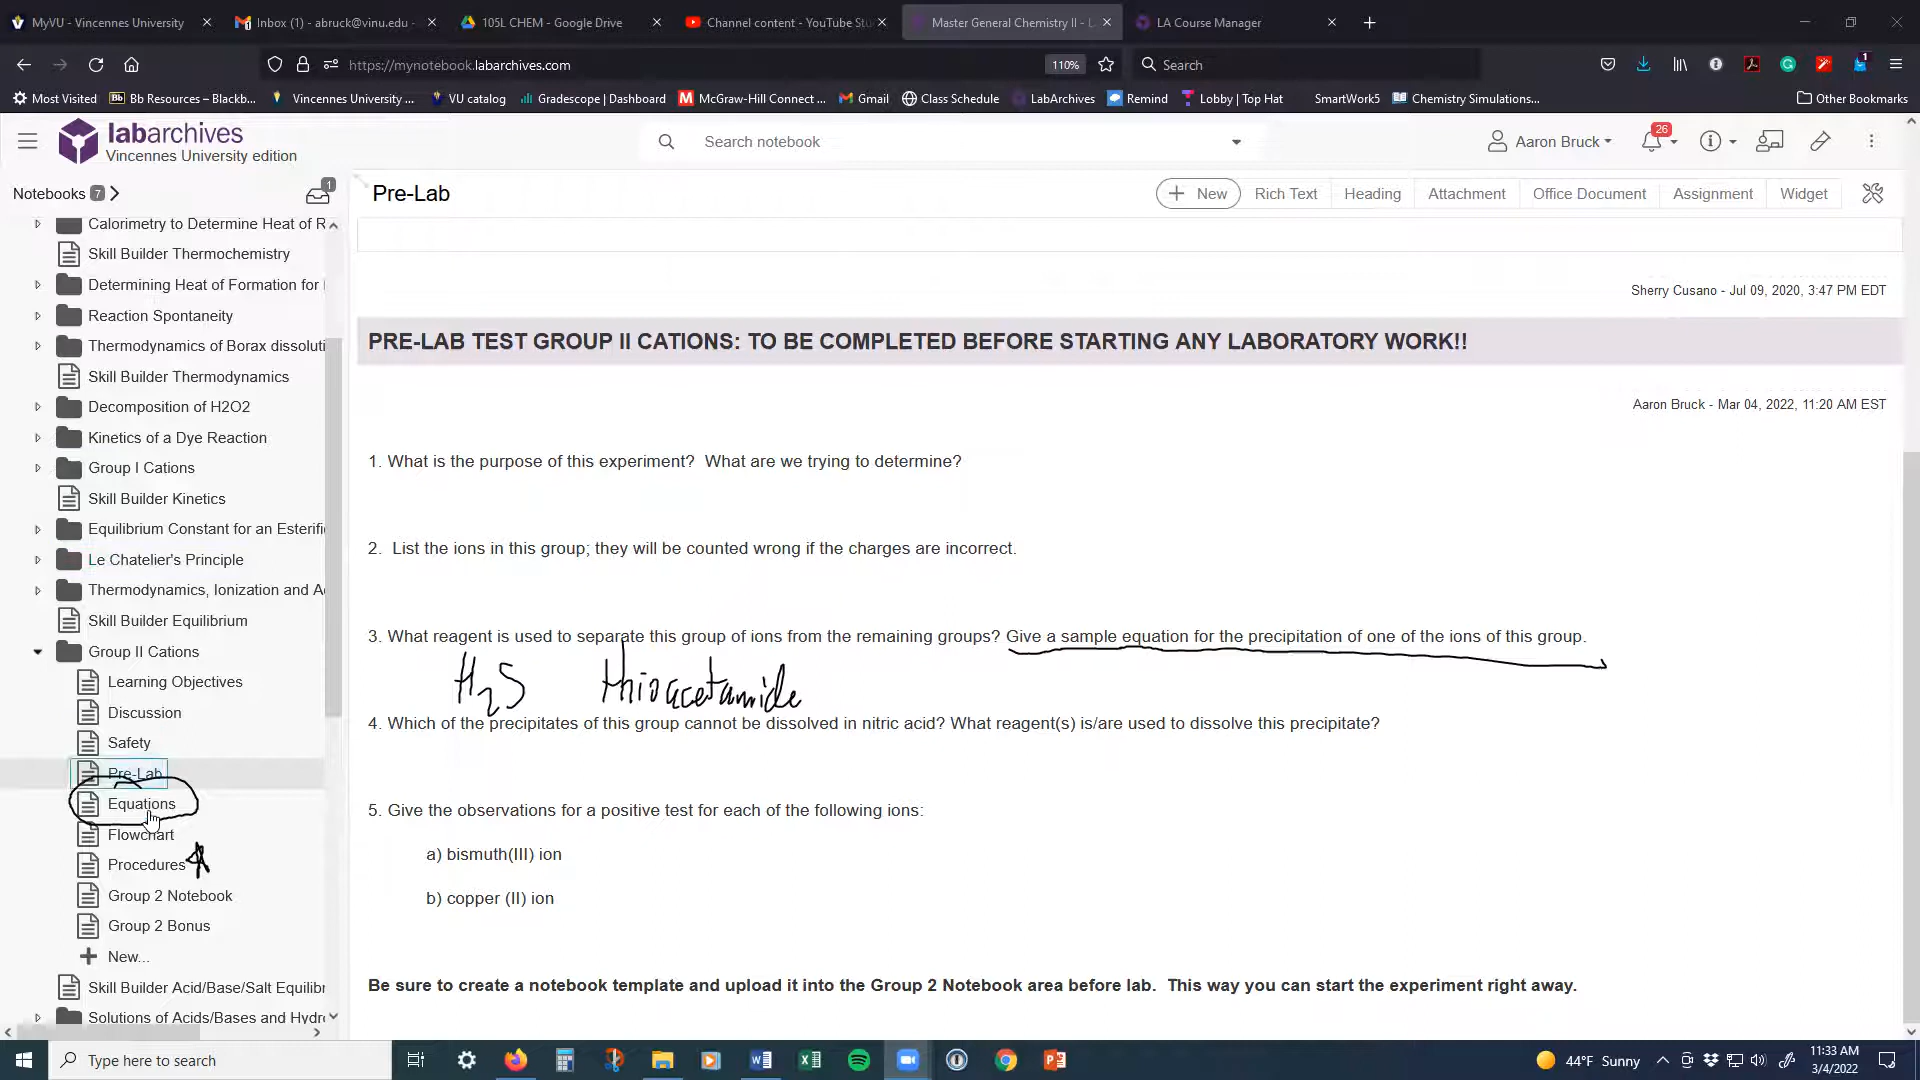 MyVU - Vincennes University
Inbox (1) - abruck@vinu.edu -
105L CHEM - Google Drive
Channel content - YouTube Stu
Master General Chemistry II - L
LA Course Manager
https://mynotebook.labarchives.com
110%
Search
Most Visited
Bb Resources – Blackb...
Vincennes University ...
VU catalog
Gradescope | Dashboard
McGraw-Hill Connect ...
Gmail
Class Schedule
LabArchives
Remind
Lobby | Top Hat
SmartWork5
Chemistry Simulations...
Other Bookmarks
labarchives
Vincennes University edition
Search notebook
Aaron Bruck
26
Notebooks 7
1
Pre-Lab
New
Rich Text
Heading
Attachment
Office Document
Assignment
Widget
Calorimetry to Determine Heat of R
Skill Builder Thermochemistry
Determining Heat of Formation for
Reaction Spontaneity
Thermodynamics of Borax dissoluti
Skill Builder Thermodynamics
Decomposition of H2O2
Kinetics of a Dye Reaction
Group I Cations
Skill Builder Kinetics
Equilibrium Constant for an Esterifi
Le Chatelier's Principle
Thermodynamics, Ionization and A
Skill Builder Equilibrium
Group II Cations
Learning Objectives
Discussion
Safety
Pre-Lab
Equations
Flowchart
Procedures
Group 2 Notebook
Group 2 Bonus
New...
Skill Builder Acid/Base/Salt Equilibr
Solutions of Acids/Bases and Hydr
Sherry Cusano - Jul 09, 2020, 3:47 PM EDT
PRE-LAB TEST GROUP II CATIONS: TO BE COMPLETED BEFORE STARTING ANY LABORATORY WORK!!
Aaron Bruck - Mar 04, 2022, 11:20 AM EST
1. What is the purpose of this experiment? What are we trying to determine?
2. List the ions in this group; they will be counted wrong if the charges are incorrect.
3. What reagent is used to separate this group of ions from the remaining groups? Give a sample equation for the precipitation of one of the ions of this group.
H2S thioacetamide
4. Which of the precipitates of this group cannot be dissolved in nitric acid? What reagent(s) is/are used to dissolve this precipitate?
5. Give the observations for a positive test for each of the following ions:
a) bismuth(III) ion
b) copper (II) ion
Be sure to create a notebook template and upload it into the Group 2 Notebook area before lab. This way you can start the experiment right away.
Type here to search
44°F Sunny
11:33 AM
3/4/2022